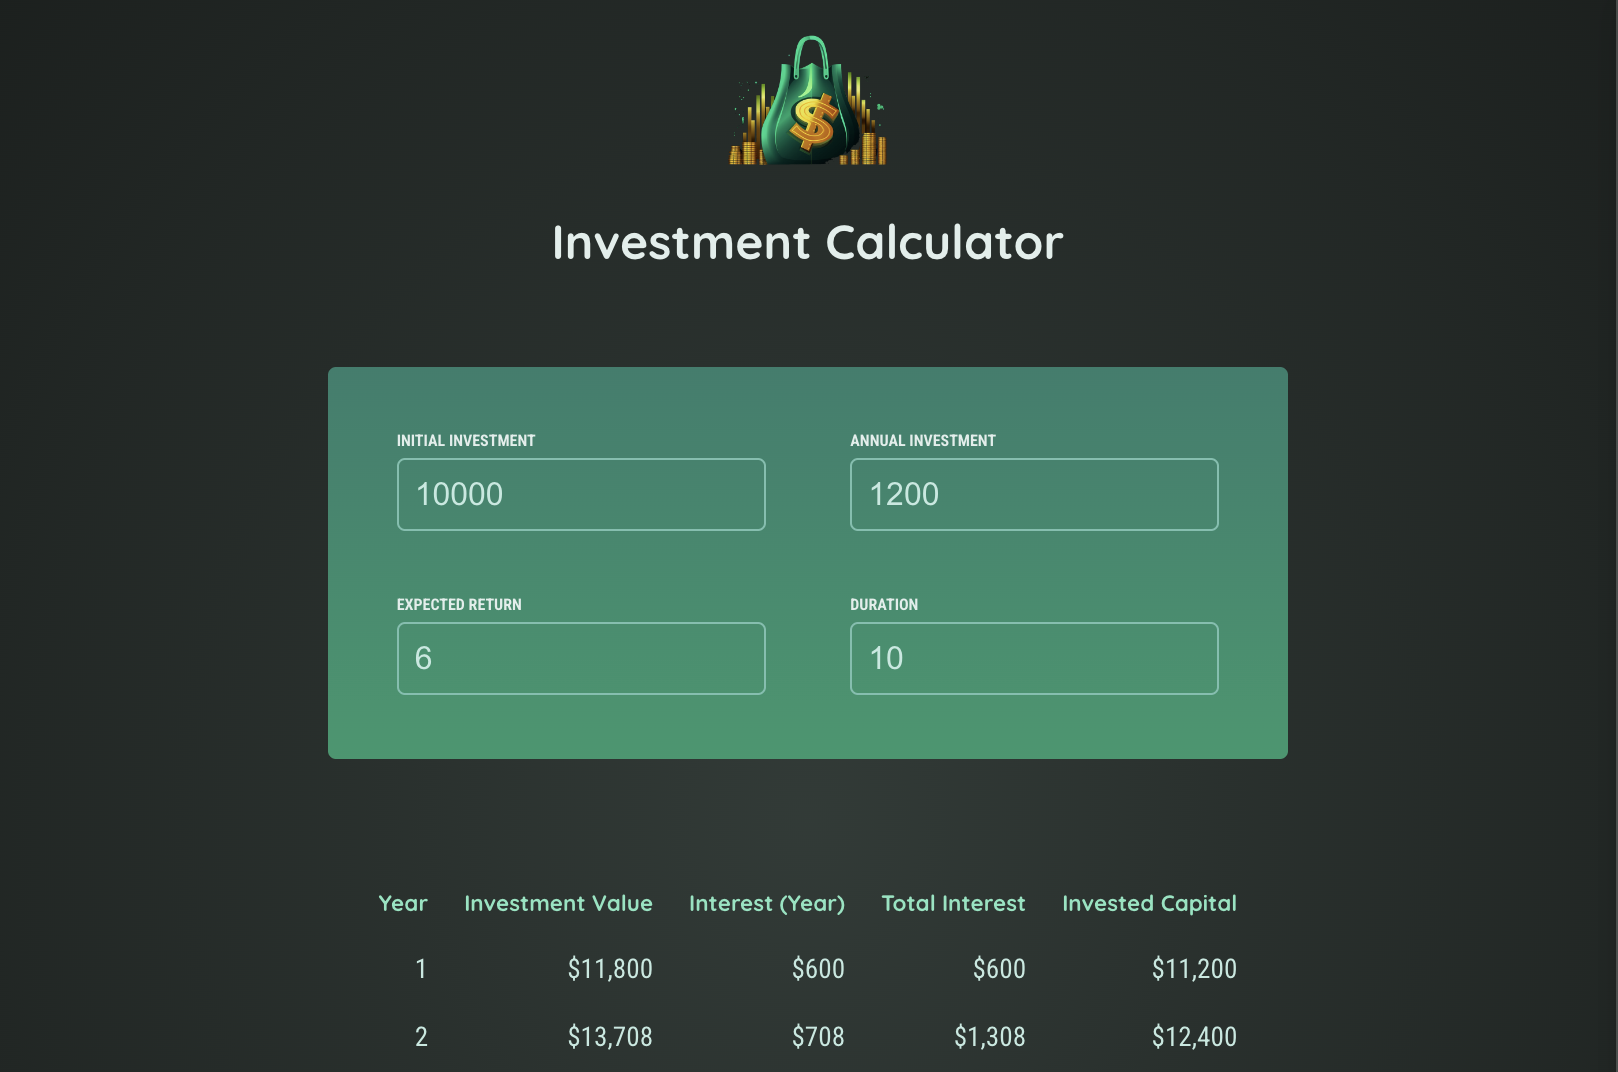 $
Investment Calculator
INITIAL INVESTMENT ANNUAL INVESTMENT
10000 1200
EXPECTED RETURN DURATION
6 10
Year Investment Value Interest (Year) Total Interest Invested Capital
1 $11,800 $600 $600 $11,200
2 $13,708 $708 $1,308 $12,400